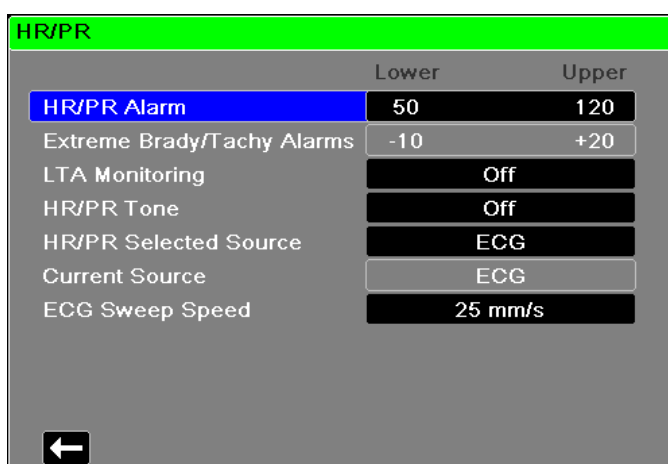 HR/PR
Lower Upper
HR/PR Alarm 50 120
Extreme Brady/Tachy Alarms -10 +20
LTA Monitoring Off
HR/PR Tone Off
HR/PR Selected Source ECG
Current Source ECG
ECG Sweep Speed 25 mm/s